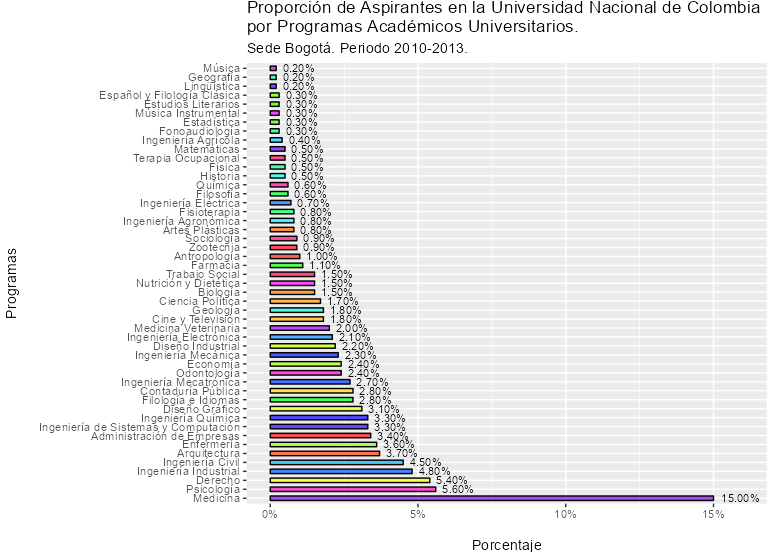 Proporción de Aspirantes en la Universidad Nacional de Colombia
por Programas Académicos Universitarios.
Sede Bogotá. Periodo 2010-2013.
Programas
Música 0.20%
Geografía 0.20%
Lingüística 0.20%
Español y Filología Clásica 0.30%
Estudios Literarios 0.30%
Música Instrumental 0.30%
Estadística 0.30%
Fonoaudiología 0.30%
Ingeniería Agrícola 0.40%
Matemáticas 0.50%
Terapia Ocupacional 0.50%
Física 0.50%
Historia 0.50%
Química 0.60%
Filosofía 0.60%
Ingeniería Eléctrica 0.70%
Fisioterapia 0.80%
Ingeniería Agronómica 0.80%
Artes Plásticas 0.80%
Sociología 0.90%
Zootecnia 0.90%
Antropología 1.00%
Farmacia 1.10%
Trabajo Social 1.50%
Nutrición y Dietética 1.50%
Biología 1.50%
Ciencia Política 1.70%
Geología 1.80%
Cine y Televisión 1.80%
Medicina Veterinaria 2.00%
Ingeniería Electrónica 2.10%
Diseño Industrial 2.20%
Ingeniería Mecánica 2.30%
Economía 2.40%
Odontología 2.40%
Ingeniería Mecatrónica 2.70%
Contaduría Pública 2.80%
Filología e Idiomas 2.80%
Diseño Gráfico 3.10%
Ingeniería Química 3.30%
Ingeniería de Sistemas y Computación 3.30%
Administración de Empresas 3.40%
Enfermería 3.60%
Arquitectura 3.70%
Ingeniería Civil 4.50%
Ingeniería Industrial 4.80%
Derecho 5.40%
Psicología 5.60%
Medicina 15.00%
0% 5% 10% 15%
Porcentaje